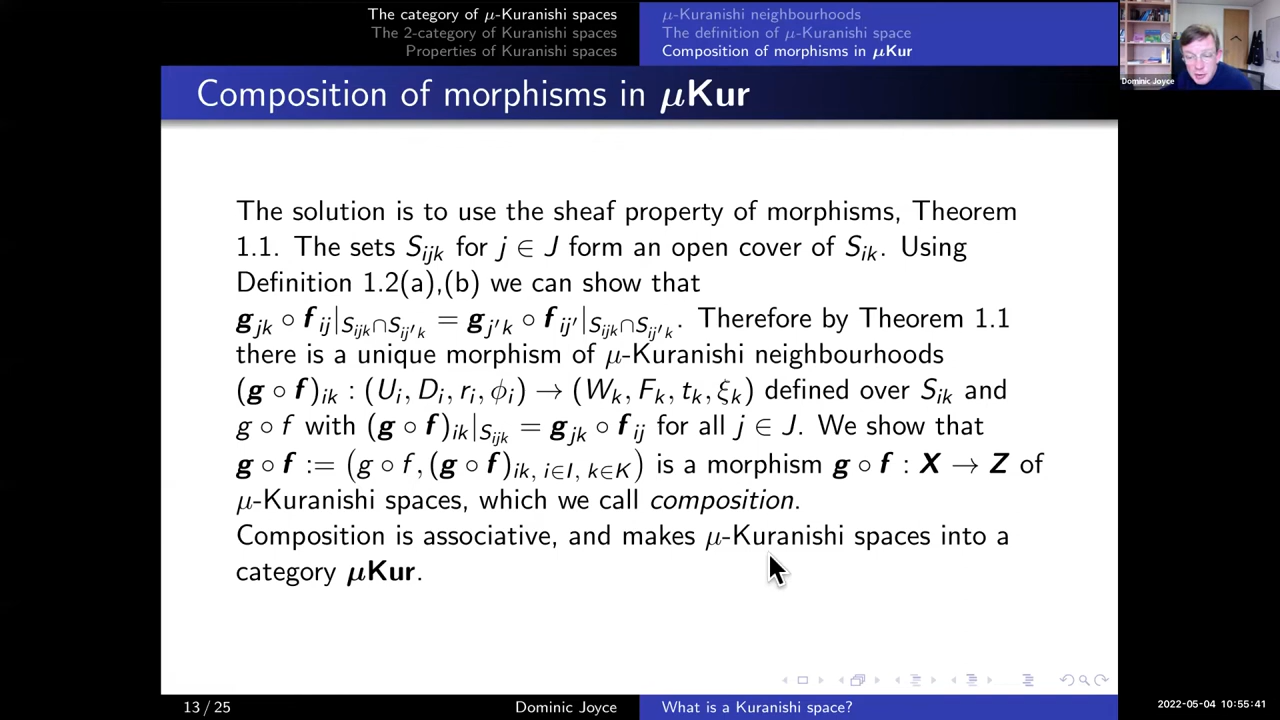 The category of μ-Kuranishi spaces
The 2-category of Kuranishi spaces
Properties of Kuranishi spaces
μ-Kuranishi neighbourhoods
The definition of μ-Kuranishi space
Composition of morphisms in μKur
Dominic Joyce
Composition of morphisms in μKur
The solution is to use the sheaf property of morphisms, Theorem
1.1. The sets S_{ijk} for j ∈ J form an open cover of S_{ik}. Using
Definition 1.2(a),(b) we can show that
g_{jk} ∘ f_{ij}|_{S_{ijk}∩S_{ij′k}} = g_{j′k} ∘ f_{ij′}|_{S_{ijk}∩S_{ij′k}}. Therefore by Theorem 1.1
there is a unique morphism of μ-Kuranishi neighbourhoods
(g ∘ f)_{ik} : (U_i, D_i, r_i, ϕ_i) → (W_k, F_k, t_k, ξ_k) defined over S_{ik} and
g ∘ f with (g ∘ f)_{ik}|_{S_{ijk}} = g_{jk} ∘ f_{ij} for all j ∈ J. We show that
g ∘ f := (g ∘ f, (g ∘ f)_{ik, i∈I, k∈K}) is a morphism g ∘ f : X → Z of
μ-Kuranishi spaces, which we call composition.
Composition is associative, and makes μ-Kuranishi spaces into a
category μKur.
13 / 25
Dominic Joyce
What is a Kuranishi space?
2022-05-04 10:55:41